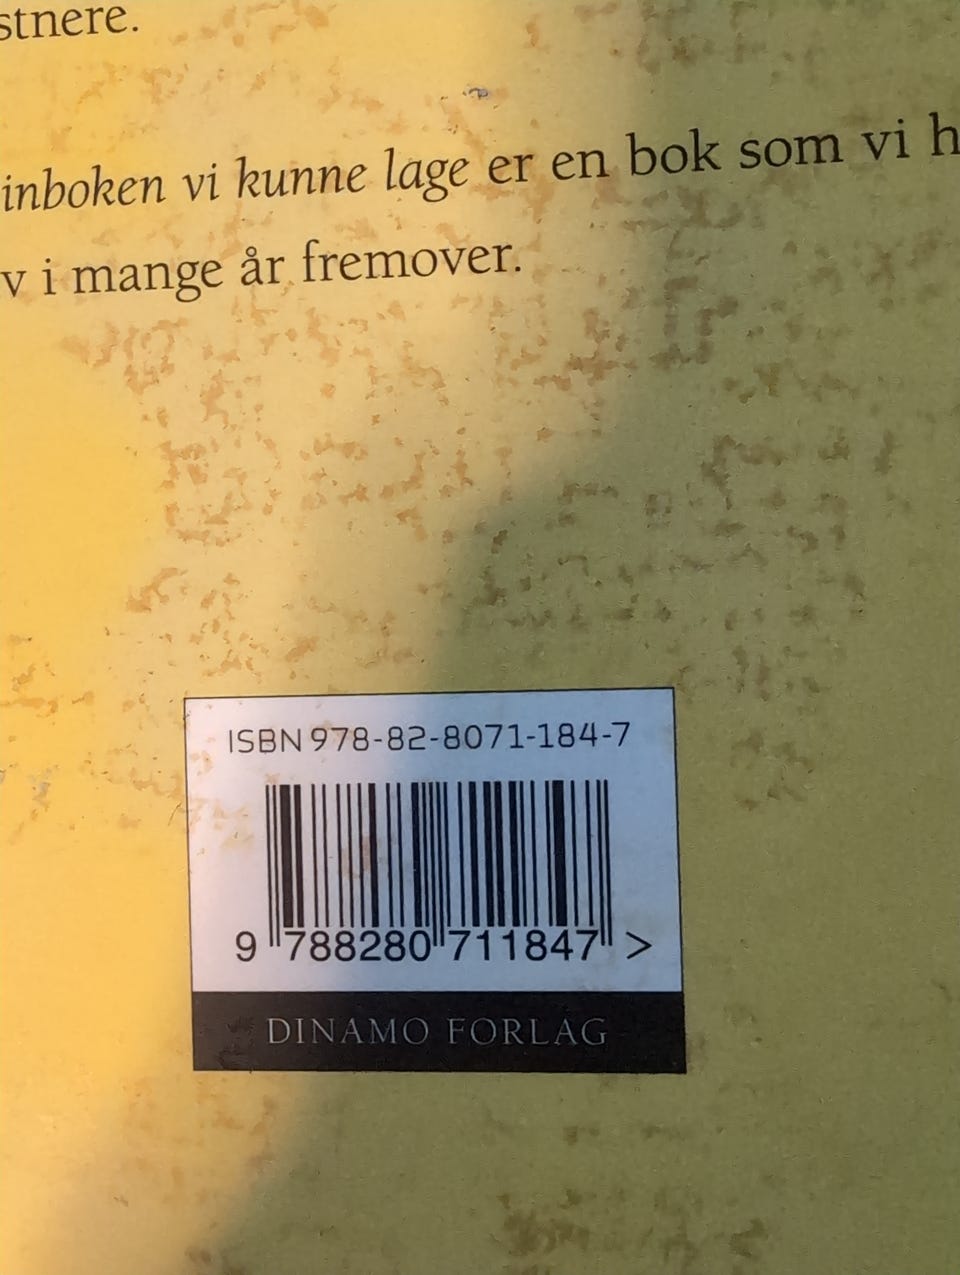 stnere.
inboken vi kunne lage er en bok som vi h
v i mange år fremover.
ISBN 978-82-8071-184-7
9 788280 711847 >
DINAMO FORLAG